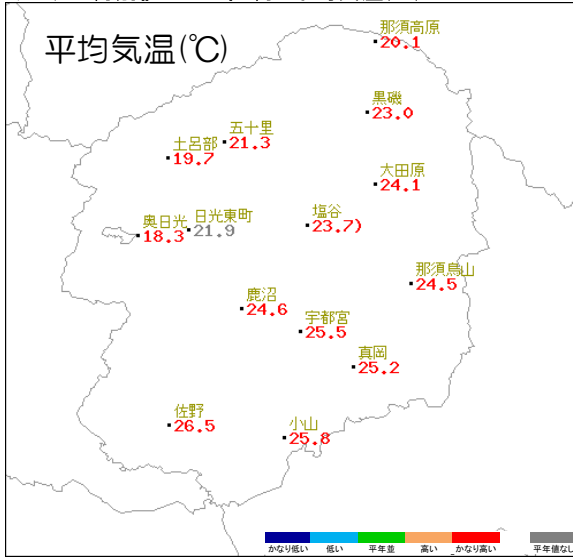 平均気温(℃)
那須高原
20.1
黒磯
23.0
五十里
21.3
土呂部
19.7
大田原
24.1
日光東町
21.9
奥日光
18.3
塩谷
23.7)
那須烏山
24.5
鹿沼
24.6
宇都宮
25.5
真岡
25.2
佐野
26.5
小山
25.8
かなり低い 低い 平年並 高い かなり高い 平年値なし